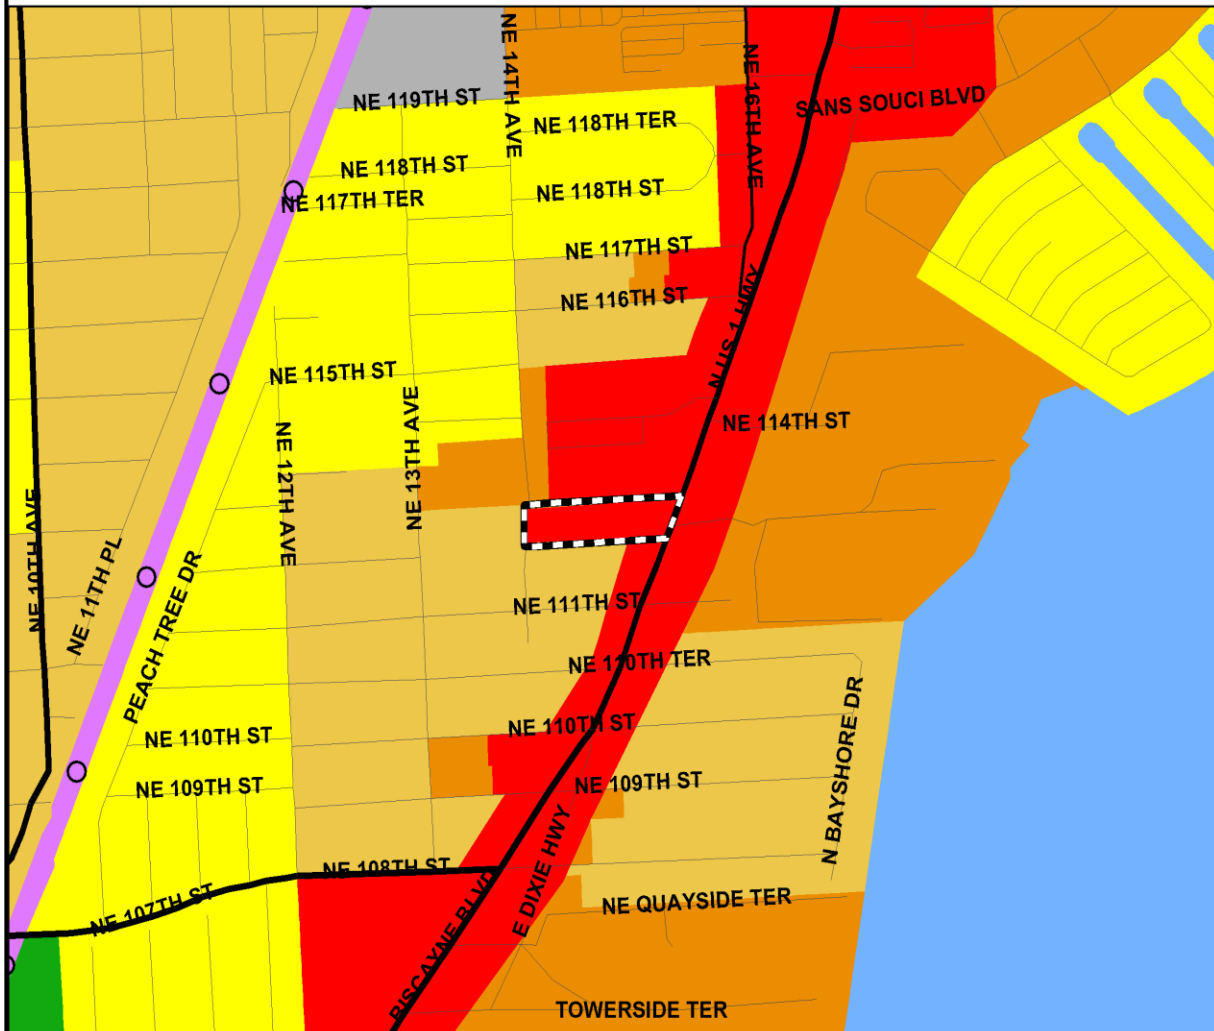 NE 14TH AVE
NE 16TH AVE
NE 119TH ST
SANS SOUCI BLVD
NE 118TH TER
NE 118TH ST
NE 118TH ST
NE 117TH TER
NE 117TH ST
NE 116TH ST
N US 1 HWY
NE 115TH ST
NE 13TH AVE
NE 114TH ST
NE 12TH AVE
NE 10TH AVE
NE 11TH PL
PEACH TREE DR
NE 111TH ST
NE 110TH TER
N BAYSHORE DR
NE 110TH ST
NE 110TH ST
NE 109TH ST
NE 109TH ST
E DIXIE HWY
NE 108TH ST
NE 107TH ST
BISCAYNE BLVD
NE QUAYSIDE TER
TOWERSIDE TER